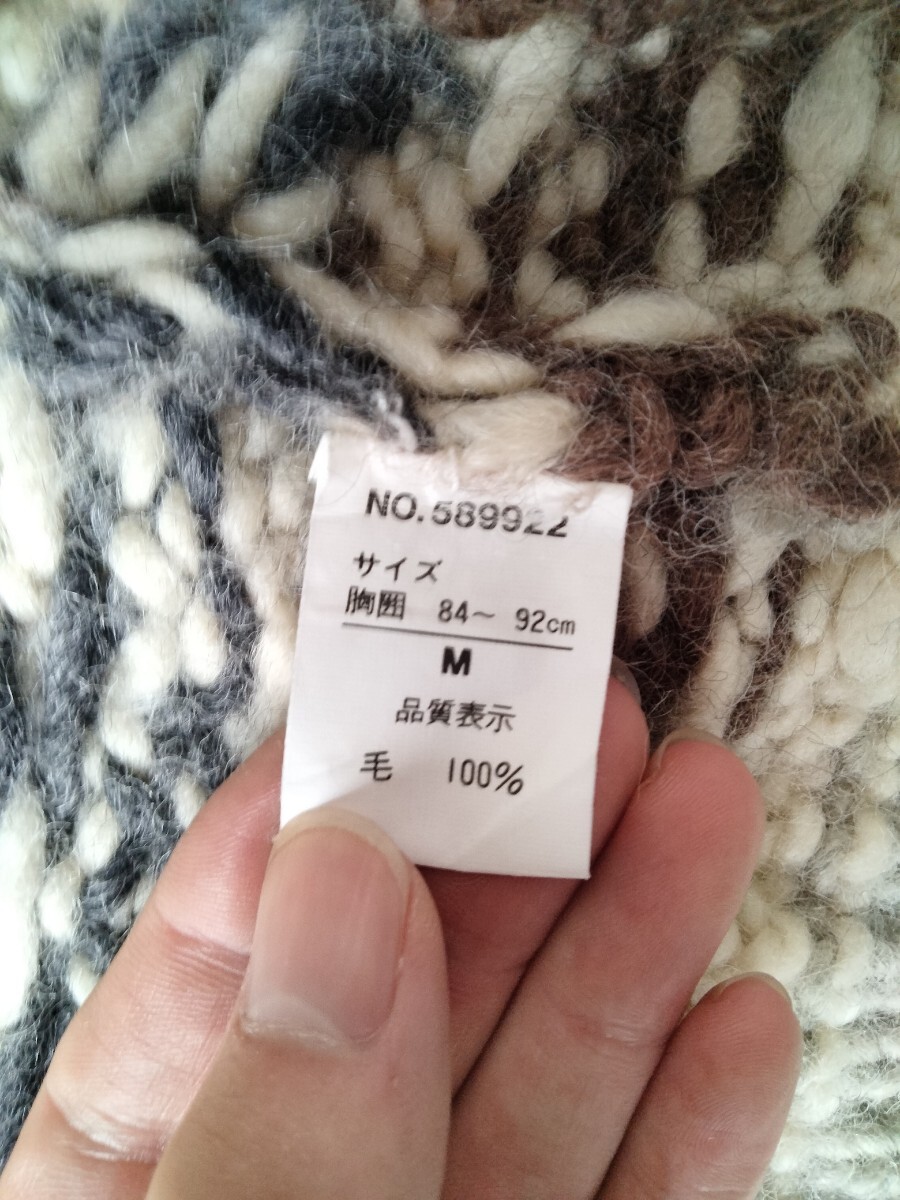 NO.589922
サイズ
胸囲 84～ 92cm
M
品質表示
毛 100%